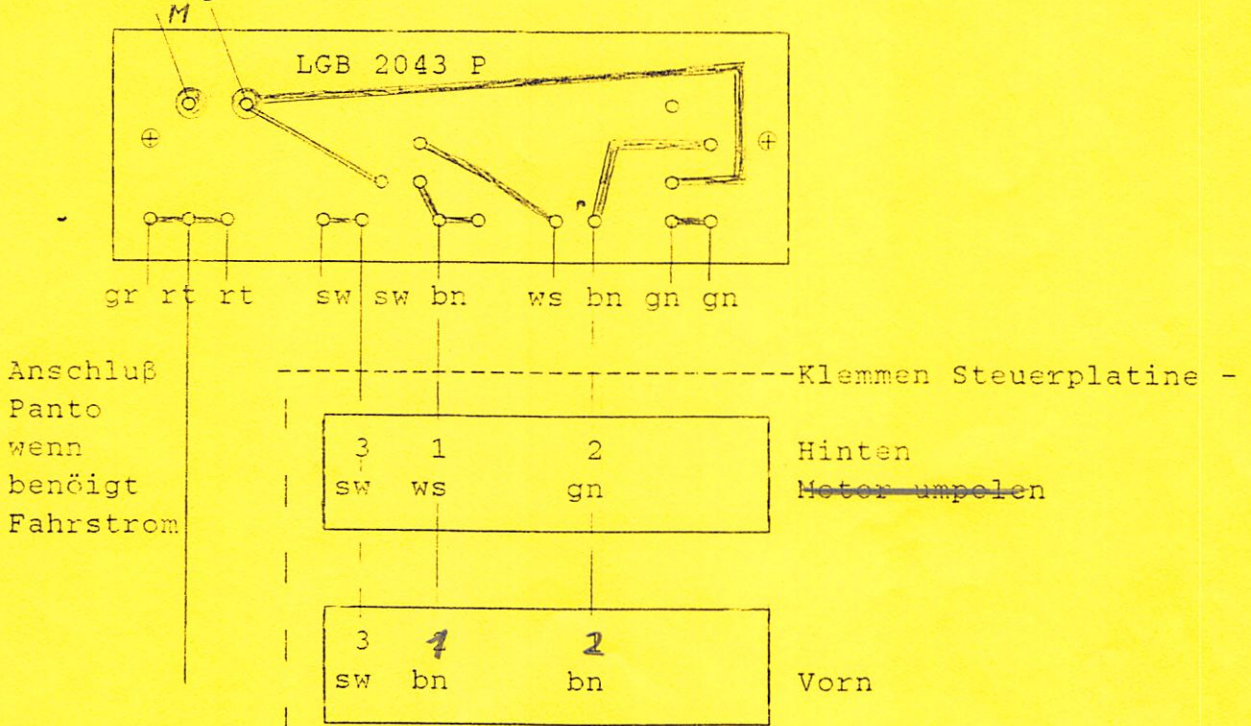 M
LGB 2043 P
gr rt rt sw sw bn ws bn gn gn
Anschluß
Panto
wenn
benöigt
Fahrstrom
Klemmen Steuerplatine -
3 1 2
sw ws gn
Hinten
Motor umpolen
3 1 2
sw bn bn
Vorn